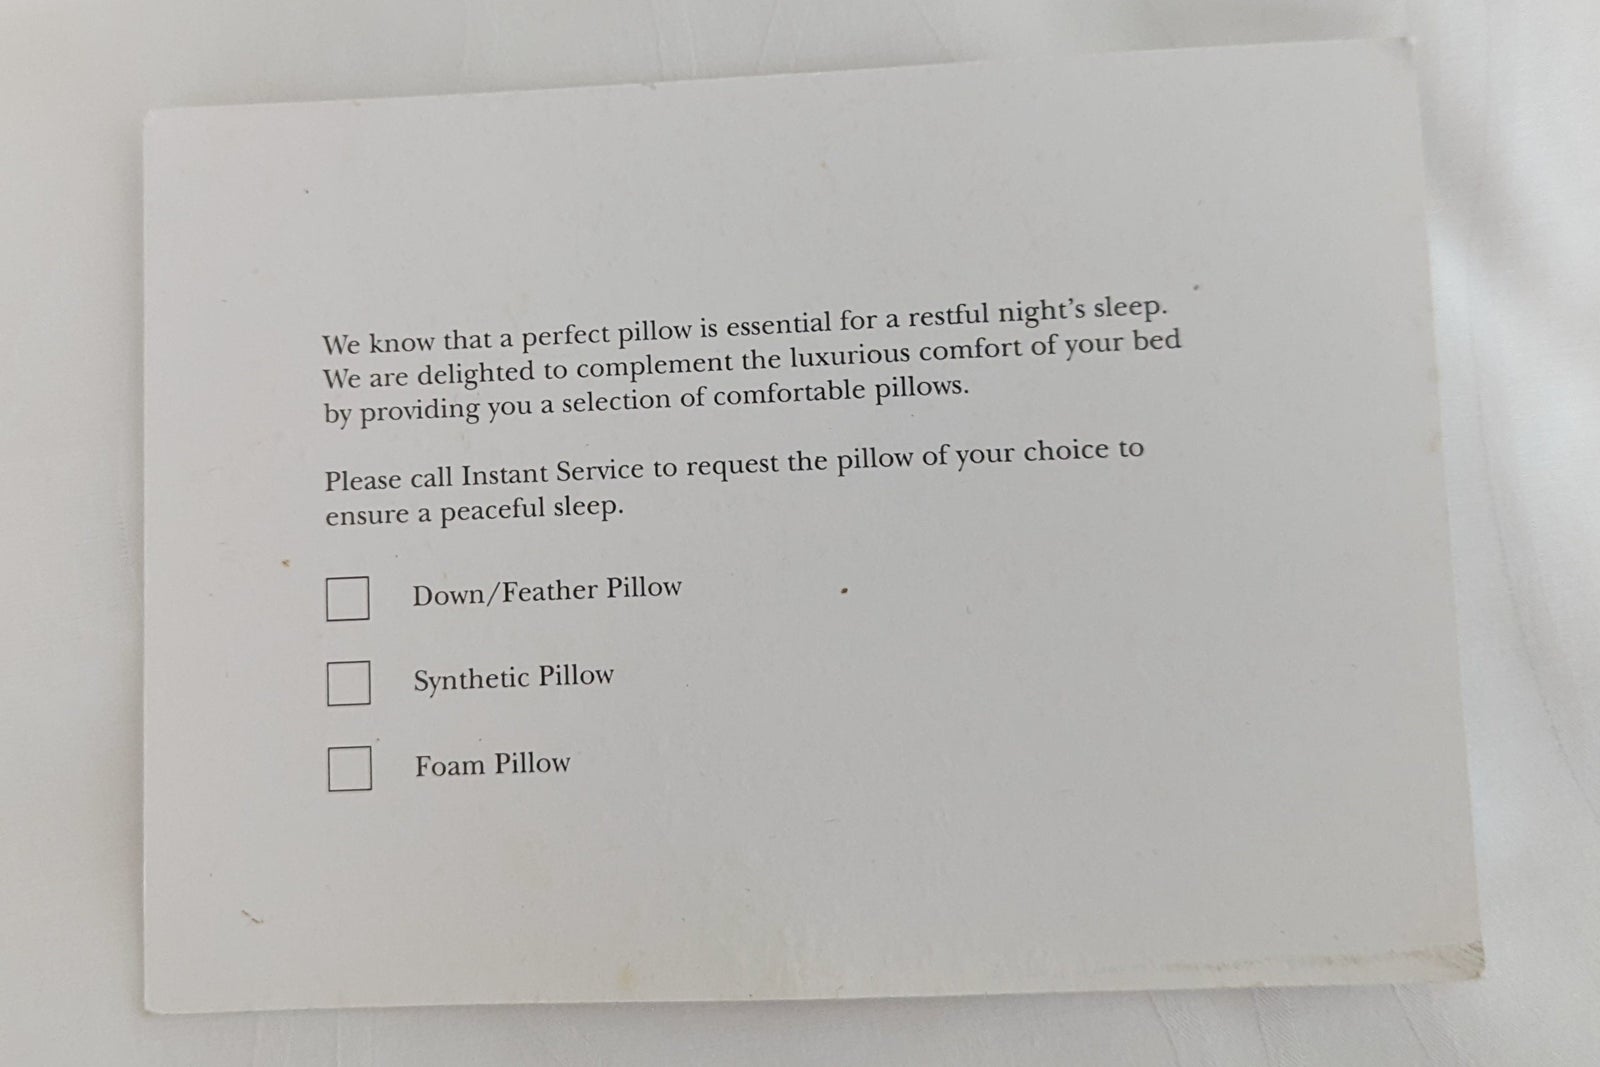 We know that a perfect pillow is essential for a restful night’s sleep.
We are delighted to complement the luxurious comfort of your bed
by providing you a selection of comfortable pillows.
Please call Instant Service to request the pillow of your choice to
ensure a peaceful sleep.
Down/Feather Pillow
Synthetic Pillow
Foam Pillow